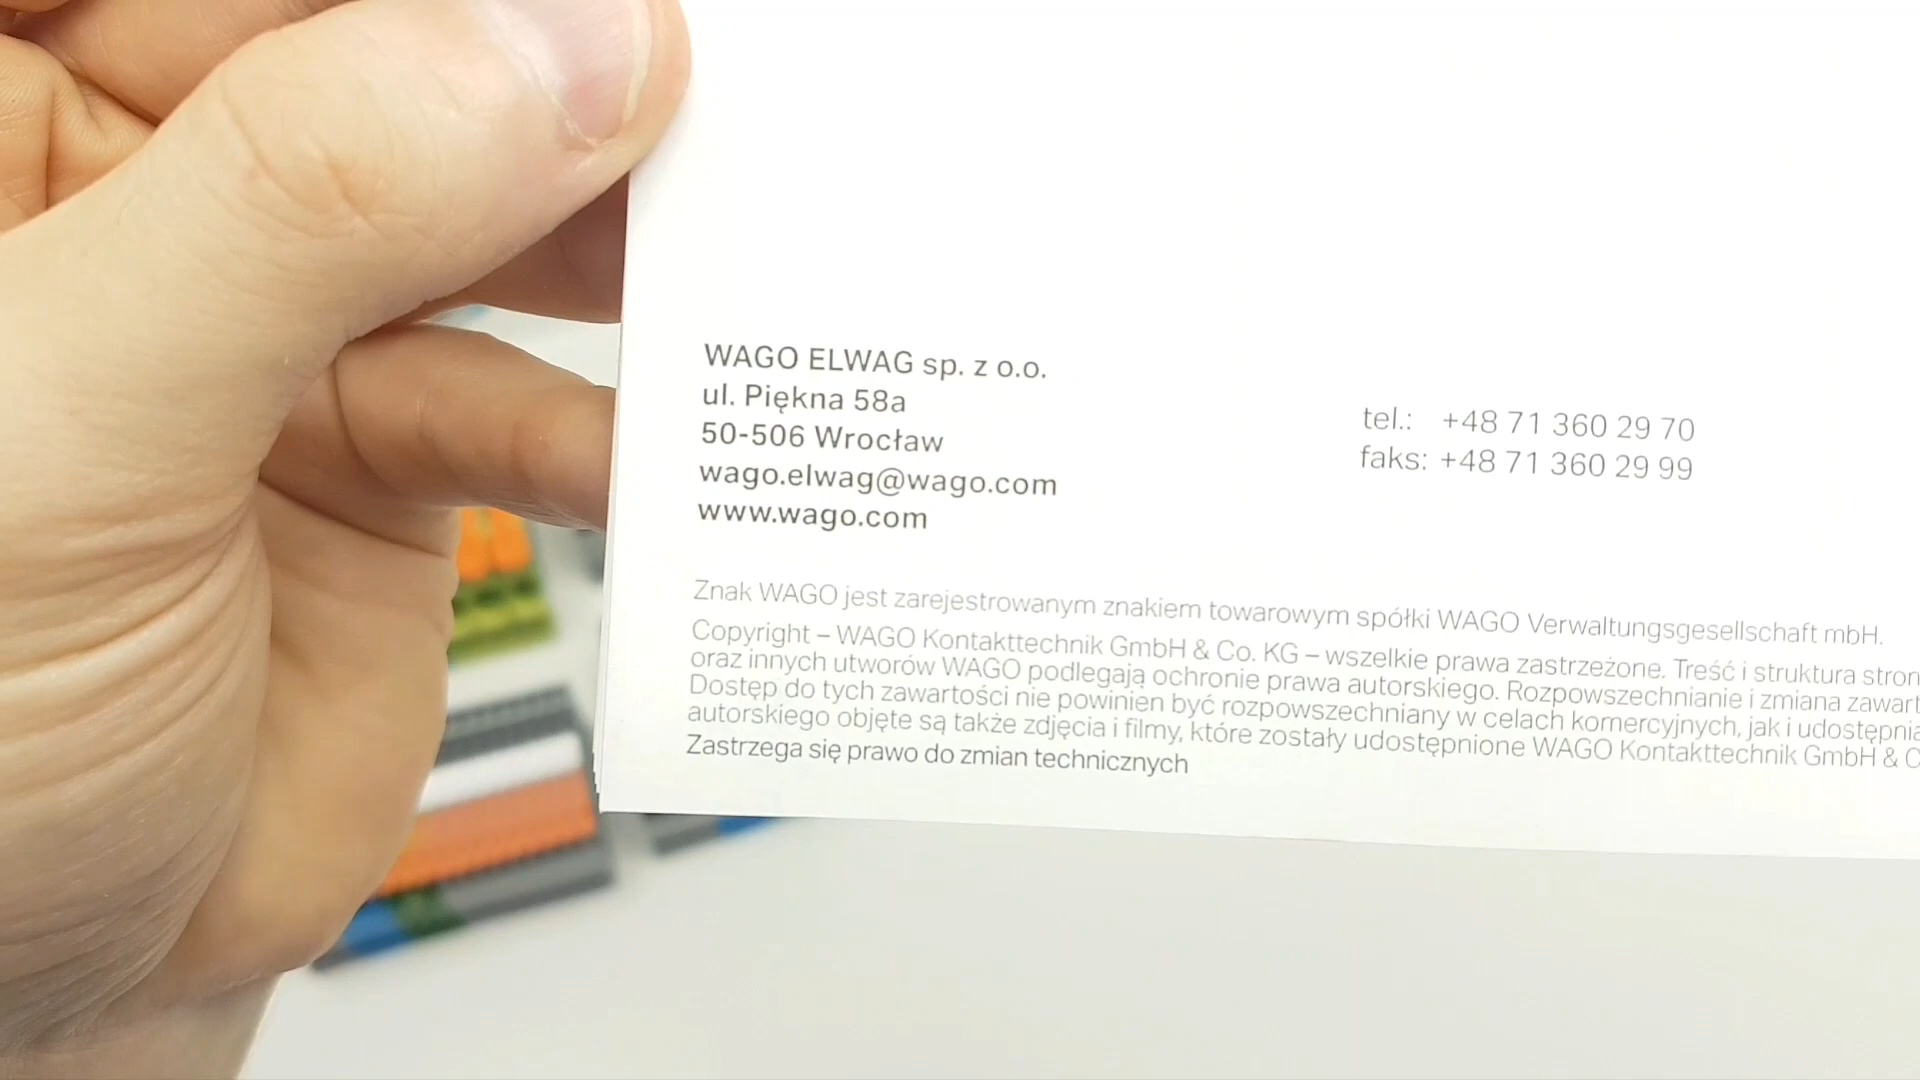 WAGO ELWAG sp. z o.o.
ul. Piękna 58a
50-506 Wrocław
wago.elwag@wago.com
www.wago.com
tel.: +48 71 360 29 70
faks: +48 71 360 29 99
Znak WAGO jest zarejestrowanym znakiem towarowym spółki WAGO Verwaltungsgesellschaft mbH.
Copyright – WAGO Kontakttechnik GmbH & Co. KG – wszelkie prawa zastrzeżone. Treść i struktura stron
oraz innych utworów WAGO podlegają ochronie prawa autorskiego. Rozpowszechnianie i zmiana zawart
Dostęp do tych zawartości nie powinien być rozpowszechniany w celach komercyjnych, jak i udostępnia
autorskiego objęte są także zdjęcia i filmy, które zostały udostępnione WAGO Kontakttechnik GmbH & C
Zastrzega się prawo do zmian technicznych